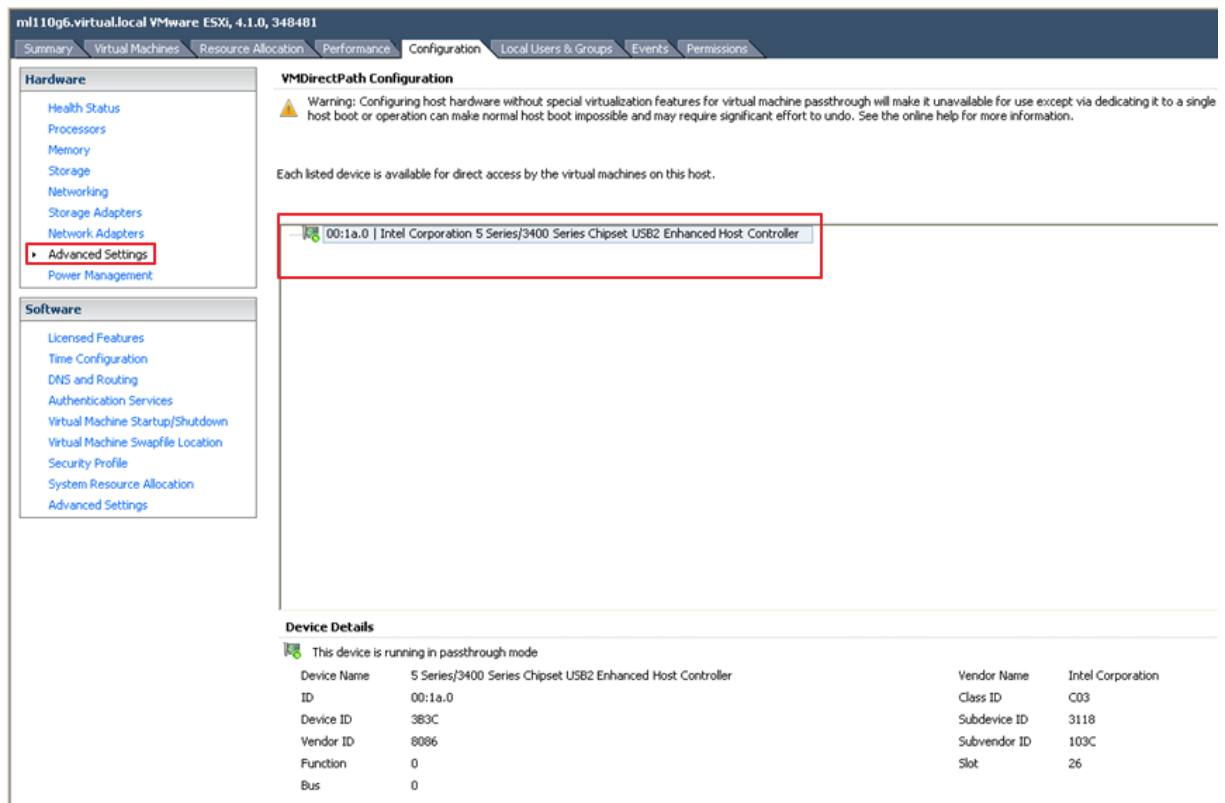 ml110g6.virtual.local VMware ESXi, 4.1.0, 348481
Summary Virtual Machines Resource Allocation Performance Configuration Local Users & Groups Events Permissions
Hardware
Health Status
Processors
Memory
Storage
Networking
Storage Adapters
Network Adapters
Advanced Settings
Power Management
Software
Licensed Features
Time Configuration
DNS and Routing
Authentication Services
Virtual Machine Startup/Shutdown
Virtual Machine Swapfile Location
Security Profile
System Resource Allocation
Advanced Settings
VMDirectPath Configuration
Warning: Configuring host hardware without special virtualization features for virtual machine passthrough will make it unavailable for use except via dedicating it to a single
host boot or operation can make normal host boot impossible and may require significant effort to undo. See the online help for more information.
Each listed device is available for direct access by the virtual machines on this host.
00:1a.0 | Intel Corporation 5 Series/3400 Series Chipset USB2 Enhanced Host Controller
Device Details
This device is running in passthrough mode
Device Name 5 Series/3400 Series Chipset USB2 Enhanced Host Controller Vendor Name Intel Corporation
ID 00:1a.0 Class ID C03
Device ID 3B3C Subdevice ID 3118
Vendor ID 8086 Subvendor ID 103C
Function 0 Slot 26
Bus 0